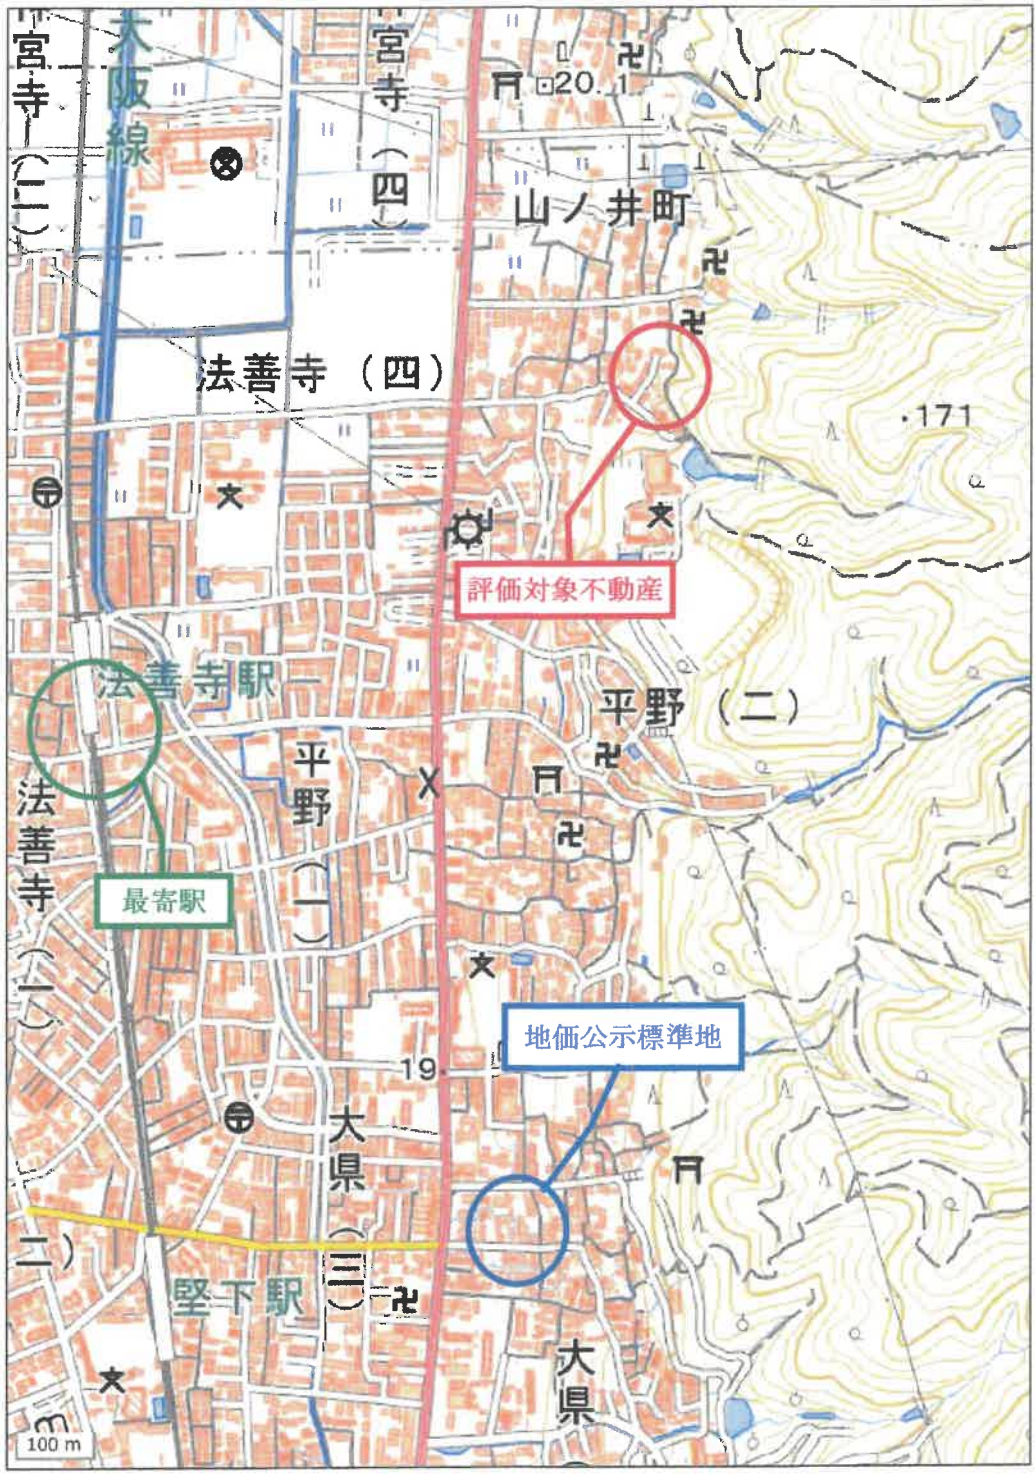 宮寺(二)
大阪線
宮寺(四)
20.1
山ノ井町
法善寺(四)
・171
評価対象不動産
法善寺駅
平野(二)
平野(一)
法善寺(一)
最寄駅
地価公示標準地
19
大県(三)
二)
堅下駅
大県
100 m